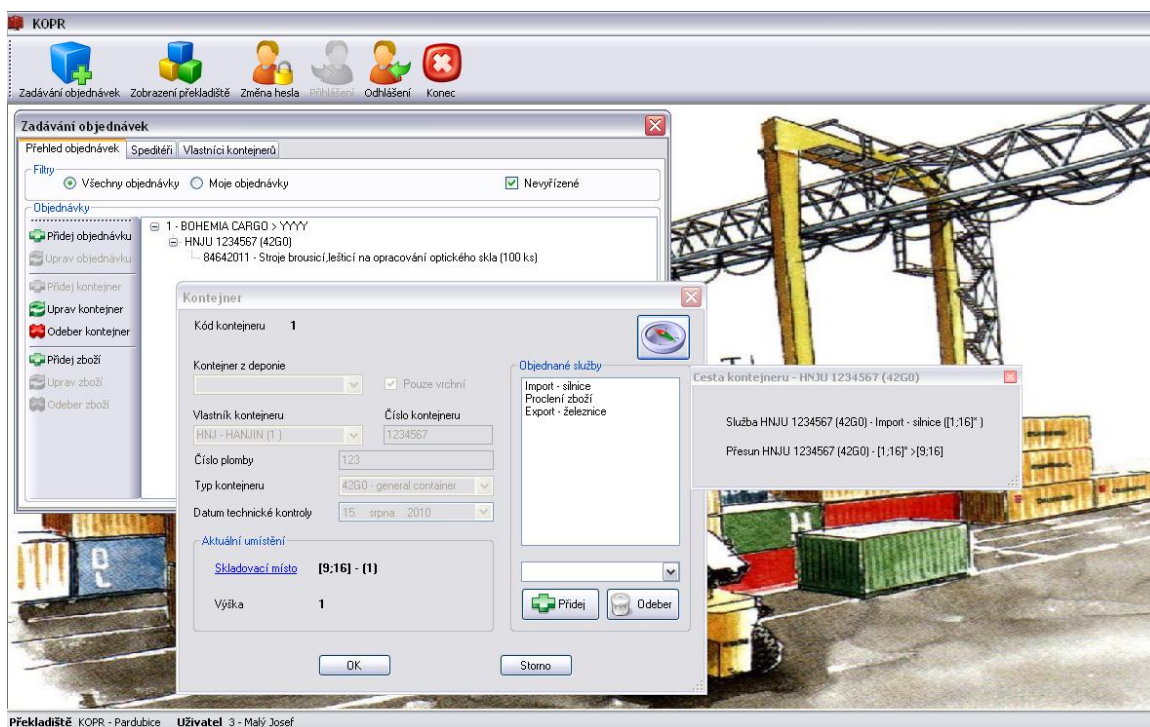 KOPR
Zadávání objednávek Zobrazení překladiště Změna hesla Přihlášení Odhlášení Konec
Zadávání objednávek
Přehled objednávek Speditéři Vlastníci kontejnerů
Filtry
Všechny objednávky Moje objednávky Nevyřízené
Objednávky
Přidej objednávku
Uprav objednávku
Přidej kontejner
Uprav kontejner
Odeber kontejner
Přidej zboží
Uprav zboží
Odeber zboží
1 - BOHEMIA CARGO > YYYY
HNJU 1234567 (42G0)
84642011 - Stroje brousicí,lešticí na opracování optického skla (100 ks)
Kontejner
Kód kontejneru 1
Kontejner z deponie
Pouze vrchní
Vlastník kontejneru Číslo kontejneru
HNJ - HANJIN (1 ) 1234567
Číslo plomby 123
Typ kontejneru 42G0 - general container
Datum technické kontroly 15. srpna 2010
Aktuální umístění
Skladovací místo [9;16] - (1)
Výška 1
Objednané služby
Import - silnice
Proclení zboží
Export - železnice
Přidej Odeber
OK Storno
Cesta kontejneru - HNJU 1234567 (42G0)
Služba HNJU 1234567 (42G0) - Import - silnice ([1;16]* )
Přesun HNJU 1234567 (42G0) - [1;16]* >[9;16]
Překladiště KOPR - Pardubice Uživatel 3 - Malý Josef